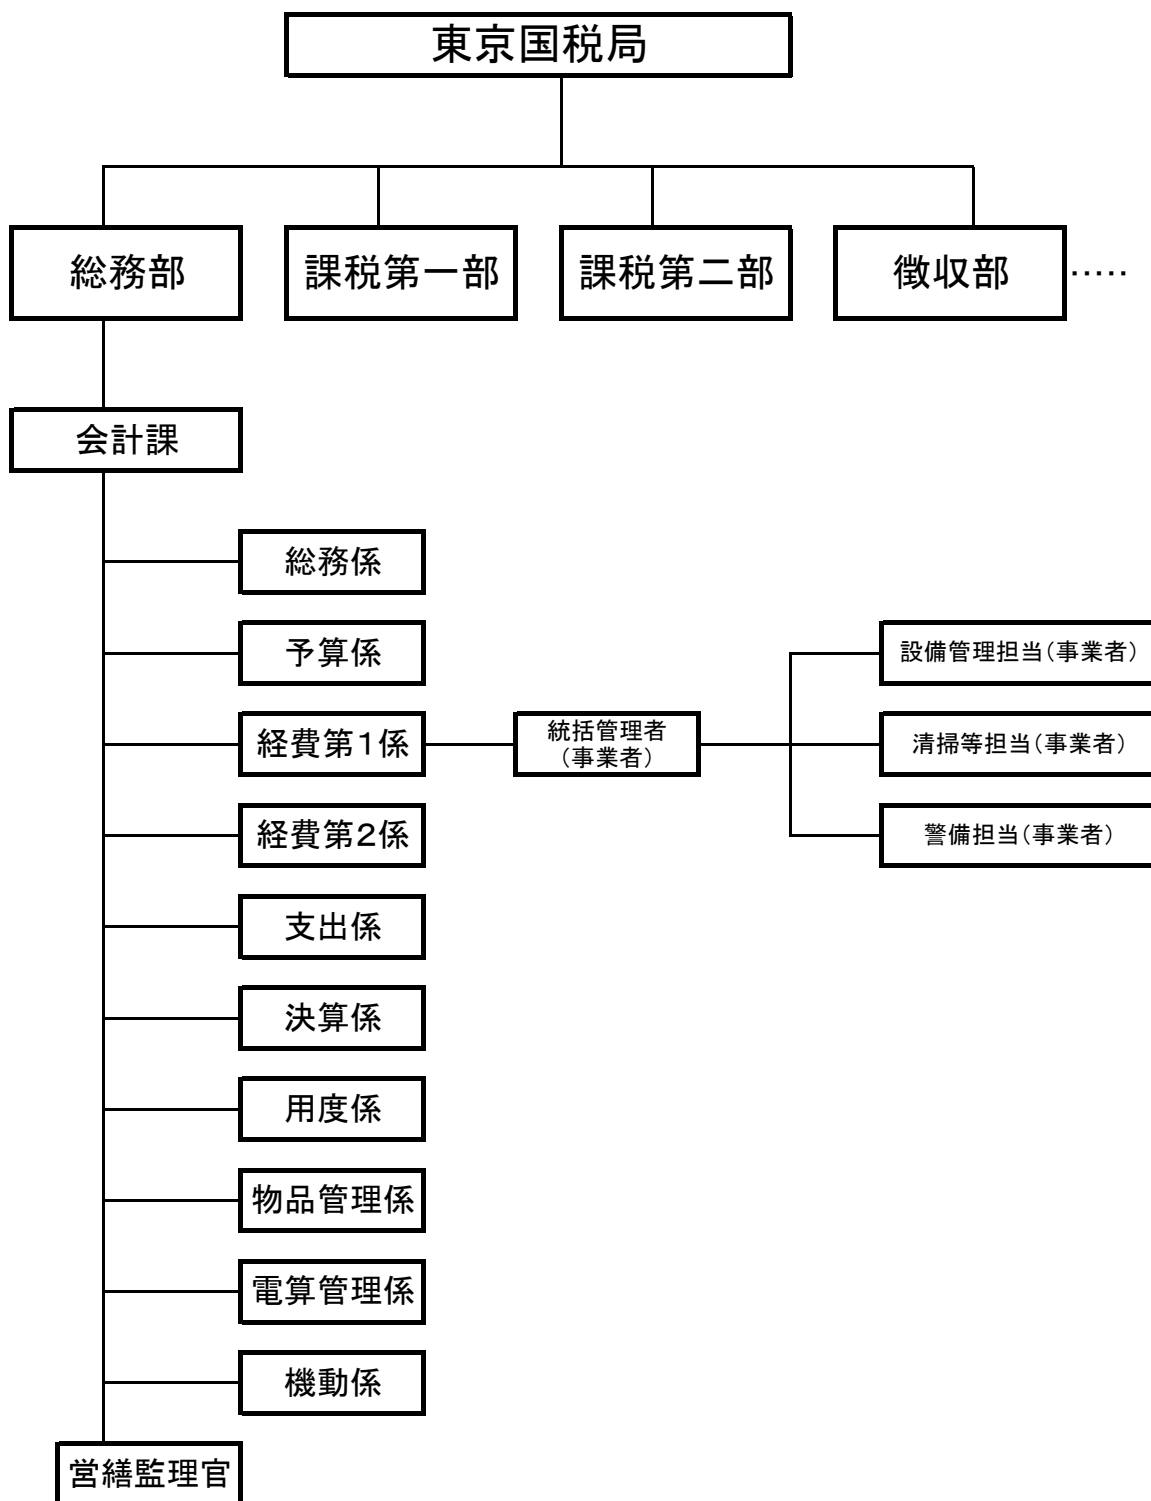 東京国税局
総務部
課税第一部
課税第二部
徴収部
‥‥‥
会計課
総務係
予算係
設備管理担当(事業者)
経費第1係
統括管理者
(事業者)
清掃等担当(事業者)
経費第2係
警備担当(事業者)
支出係
決算係
用度係
物品管理係
電算管理係
機動係
営繕監理官